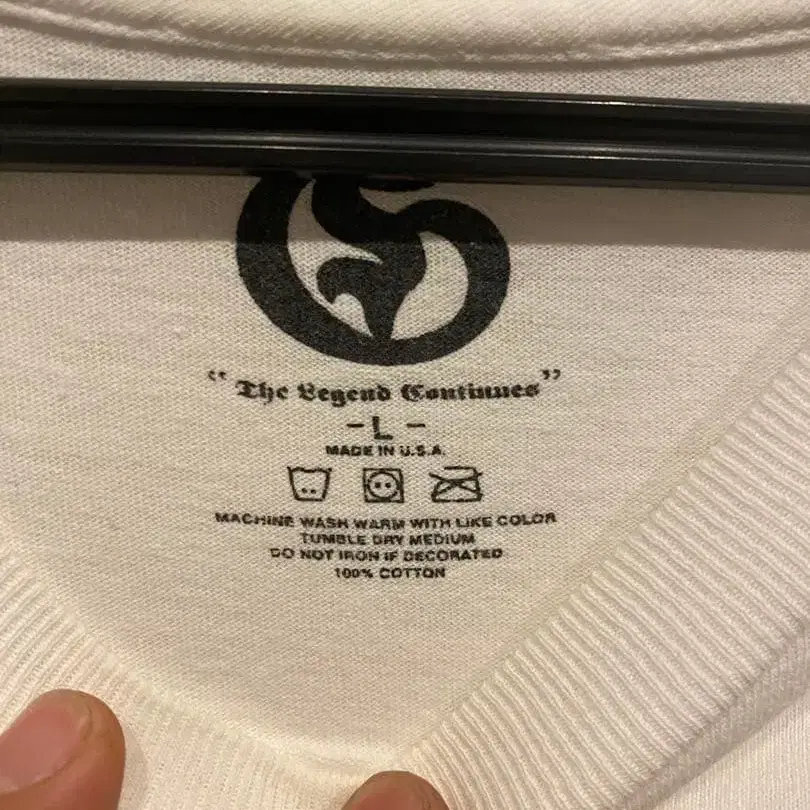 “The Legend Continues”
- L -
MADE IN U.S.A.
MACHINE WASH WARM WITH LIKE COLOR
TUMBLE DRY MEDIUM
DO NOT IRON IF DECORATED
100% COTTON